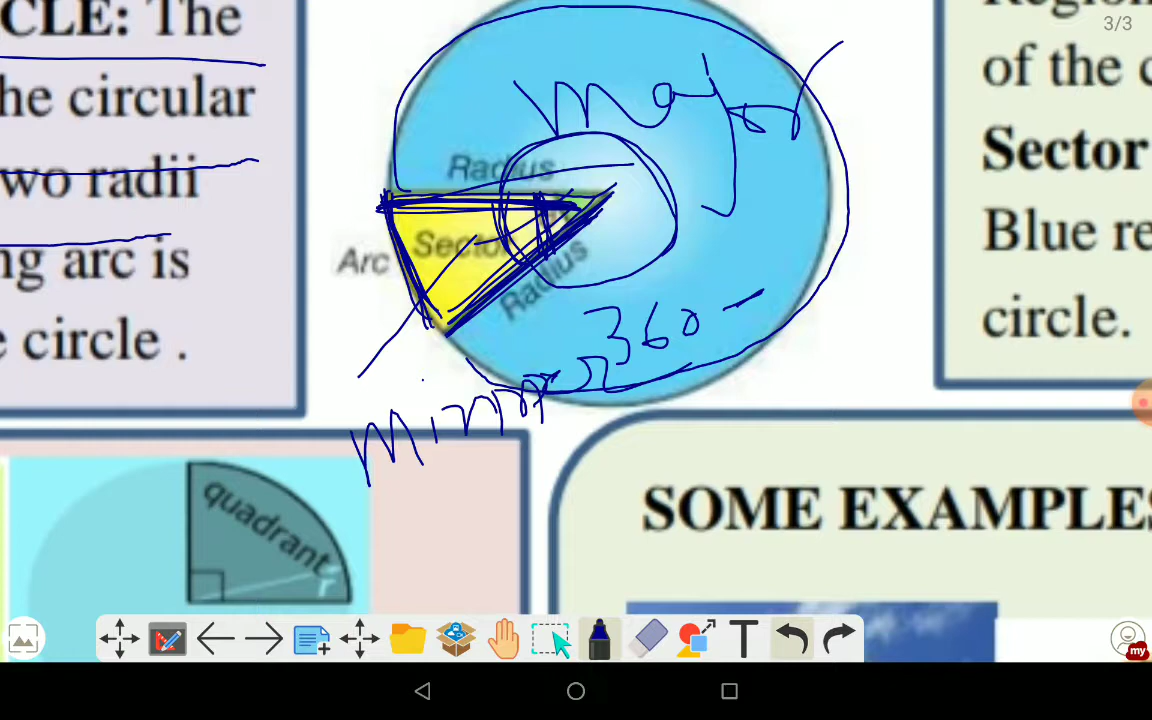 CLE: The
he circular
wo radii
ng arc is
e circle .
Major
Radius
Sector
Arc
Radius
360 -
Minor
3/3
of the c
Sector
Blue re
circle.
quadrant
r
SOME EXAMPLES
T
my